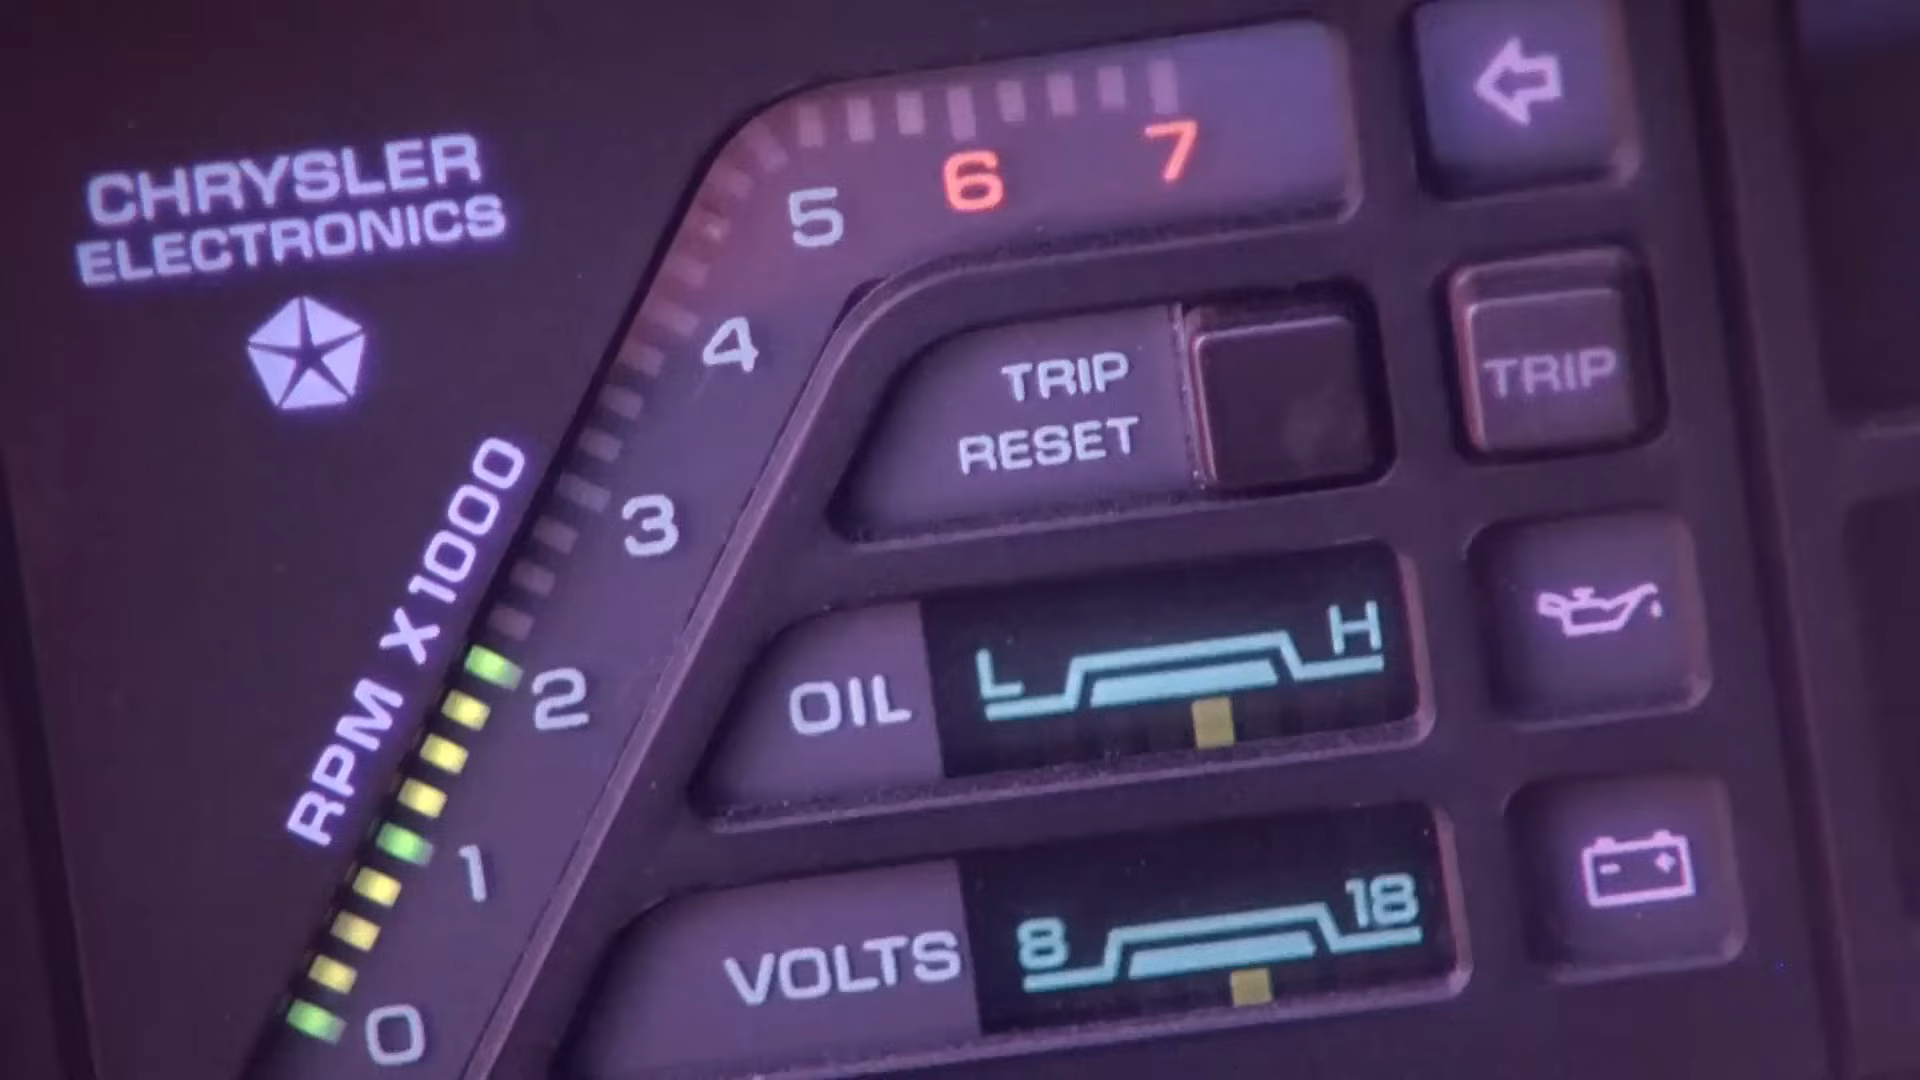 CHRYSLER
ELECTRONICS
RPM X1000
7
6
5
4
3
2
1
0
TRIP
RESET
TRIP
OIL
L
H
VOLTS
8
18